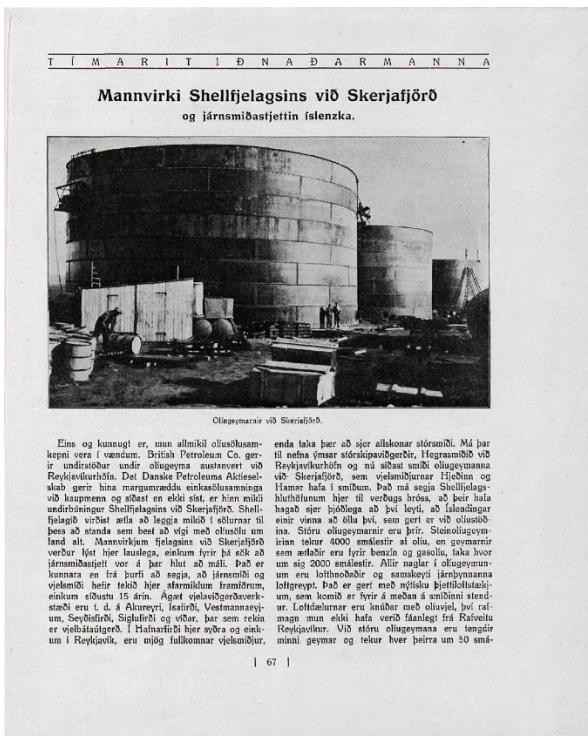 TÍMARIT IÐNAÐARMANNA
Mannvirki Shellfjelagsins við Skerjafjörð
og járnsmiðastjettin íslenzka.
Olíugeymarnir við Skerjafjörð.
Eins og kunnugt er, mun allmikil olíusölusam-
kepni vera í vændum. British Petroleum Co. ger-
ir undirstöður undir olíugeyma austanvert við
Reykjavíkurhöfn. Det Danske Petroleums Aktiesel-
skab gerir hina margumræddu einkasölusamninga
við kaupmenn og síðast en ekki síst, er hinn mikli
undirbúningur Shellfjelagsins við Skerjafjörð. Shell-
fjelagið virðist ætla að leggja mikið í sölurnar til
þess að standa sem best að vígi með olíusölu um
land alt. Mannvirkjum fjelagsins við Skerjafjörð
verður lýst hjer lauslega, einkum fyrir þá sök að
járnsmiðastjett vor á þar hlut að máli. Það er
kunnara en frá þurfi að segja, að járnsmíði og
vjelsmíði hefir tekið hjer afarmiklum framförum,
einkum síðustu 15 árin. Ágæt vjelaviðgerðaverk-
stæði eru t. d. á Akureyri, Ísafirði, Vestmannaeyj-
um, Seyðisfirði, Siglufirði og víðar, þar sem rekin
er vjelbátaútgerð. Í Hafnarfirði hjer syðra og eink-
um í Reykjavík, eru mjög fullkomnar vjelsmiðjur,
enda taka þær að sjer allskonar stórsmíði. Má þar
til nefna ýmsar stórskipaviðgerðir, Hegrasmíðið við
Reykjavíkurhöfn og nú síðast smíði olíugeymanna
við Skerjafjörð, sem vjelsmiðjurnar Hjeðinn og
Hamar hafa í smíðum. Það má segja Shellfjelags-
hluthöfunum hjer til verðugs hróss, að þeir hafa
hagað sjer þjóðlega að því leyti, að Íslendingar
einir vinna að öllu því, sem gert er við olíustöð-
ina. Stóru olíugeymarnir eru þrír. Steinolíugeym-
irinn tekur 4000 smálestir af olíu, en geymarnir
sem ætlaðir eru fyrir benzín og gasolíu, taka hvor
um sig 2000 smálestir. Allir naglar í olíugeymun-
um eru lofthnoðaðir og samskeyti járnþynnanna
loftgreypt. Það er gert með nýtísku þjettiloftstækj-
um, sem komið er fyrir á meðan á smíðinni stend-
ur. Loftdælurnar eru knúðar með olíuvjel, því raf-
magn mun ekki hafa verið fáanlegt frá Rafveitu
Reykjavíkur. Við stóru olíugeymana eru tengdir
minni geymar og tekur hver þeirra um 50 smá-
| 67 |